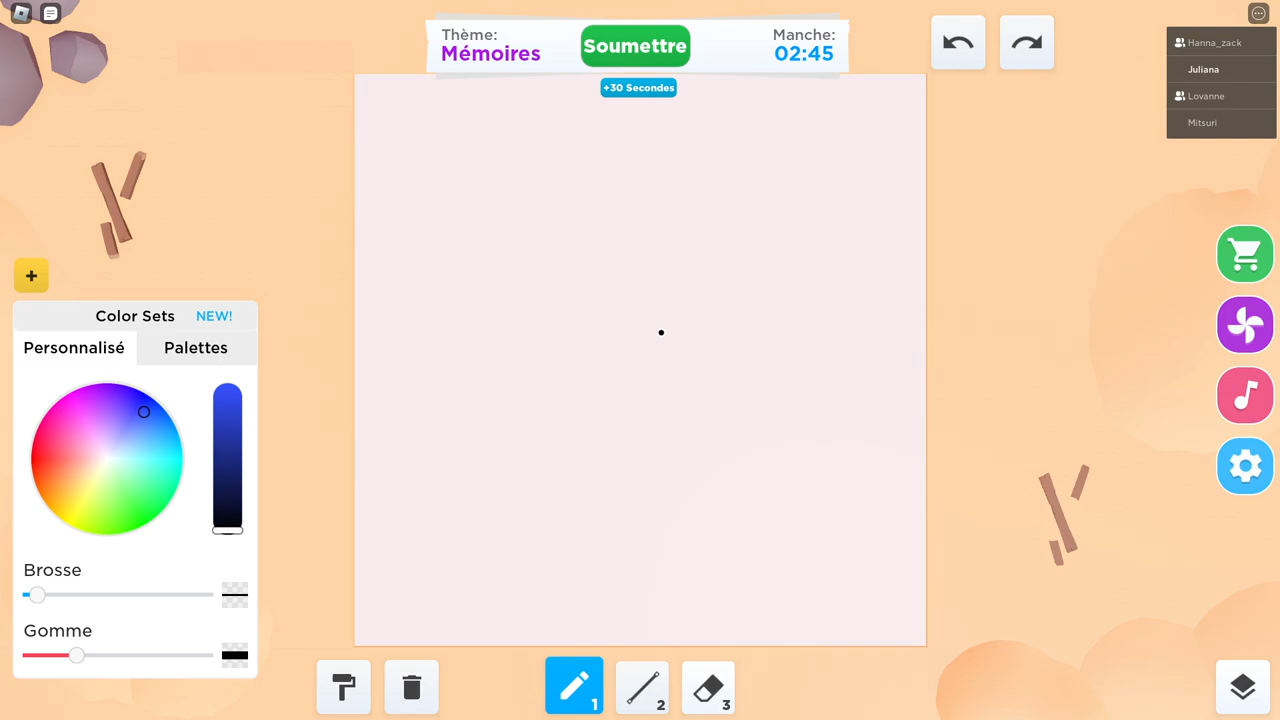 Thème:
Mémoires
Soumettre
Manche:
02:45
+30 Secondes
Hanna_zack
Juliana
Lovanne
Mitsuri
+
Color Sets NEW!
Personnalisé Palettes
Brosse
Gomme
1
2
3